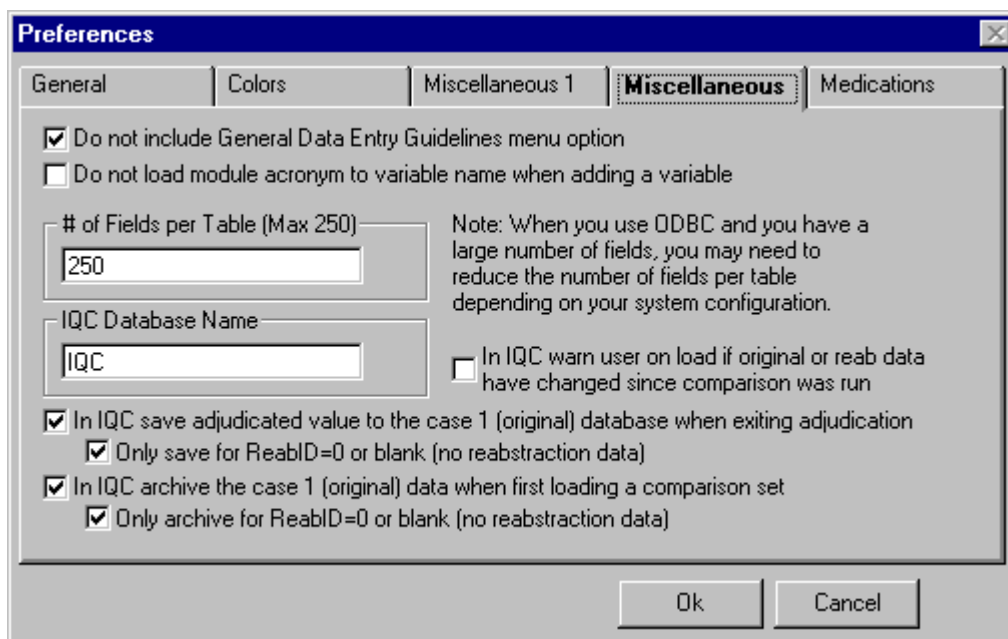 Preferences
General
Colors
Miscellaneous 1
Miscellaneous
Medications
Do not include General Data Entry Guidelines menu option
Do not load module acronym to variable name when adding a variable
# of Fields per Table (Max 250)
250
Note: When you use ODBC and you have a
large number of fields, you may need to
reduce the number of fields per table
depending on your system configuration.
IQC Database Name
IQC
In IQC warn user on load if original or reab data
have changed since comparison was run
In IQC save adjudicated value to the case 1 (original) database when exiting adjudication
Only save for ReabID=0 or blank (no reabstraction data)
In IQC archive the case 1 (original) data when first loading a comparison set
Only archive for ReabID=0 or blank (no reabstraction data)
Ok
Cancel